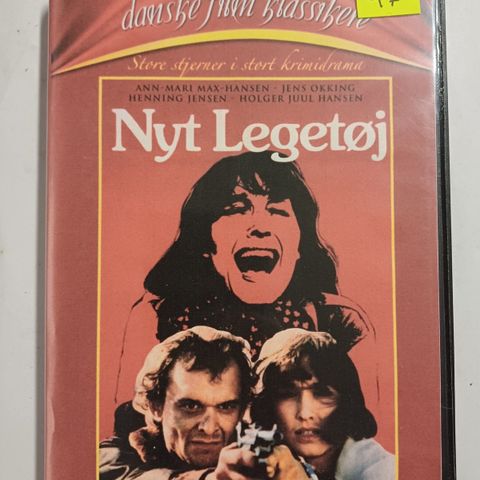 danske film klassikere
Store stjerner i stort krimidrama
ANN-MARI MAX-HANSEN · JENS OKKING
HENNING JENSEN · HOLGER JUUL HANSEN
Nyt Legetøj